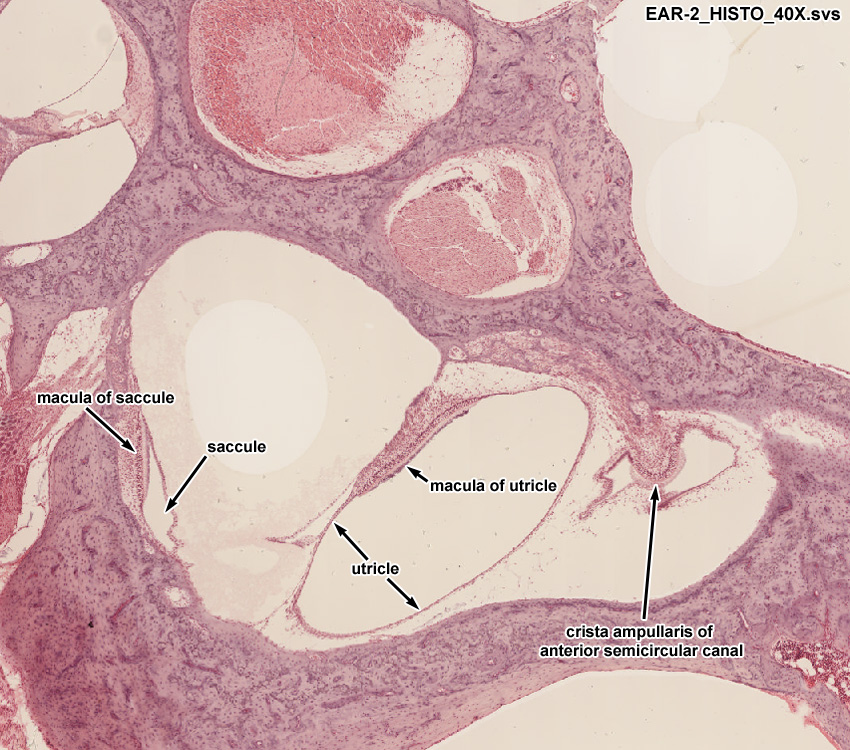 EAR-2_HISTO_40X.svs
macula of saccule
saccule
macula of utricle
utricle
crista ampullaris of
anterior semicircular canal